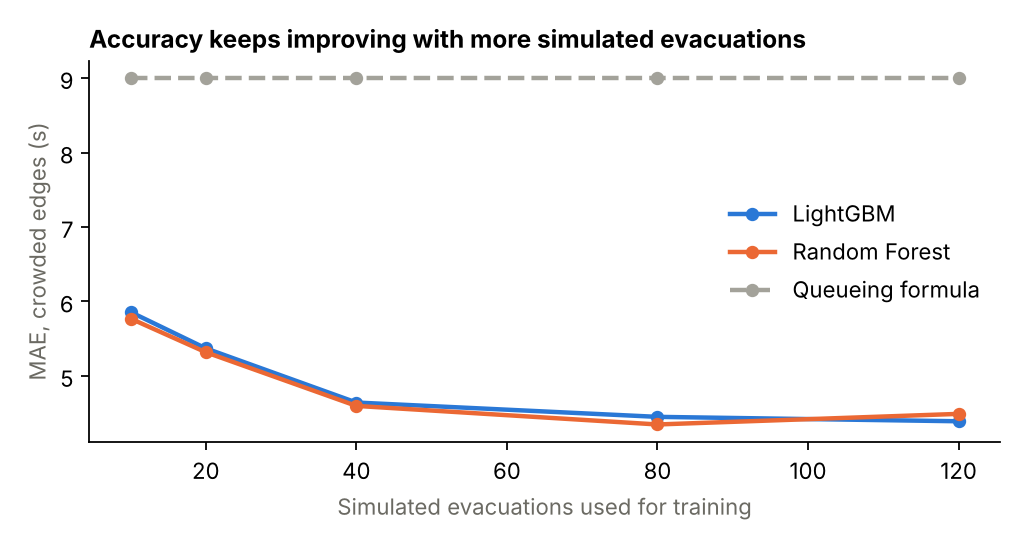 Accuracy keeps improving with more simulated evacuations
MAE, crowded edges (s)
9
8
7
6
5
LightGBM
Random Forest
Queueing formula
20 40 60 80 100 120
Simulated evacuations used for training